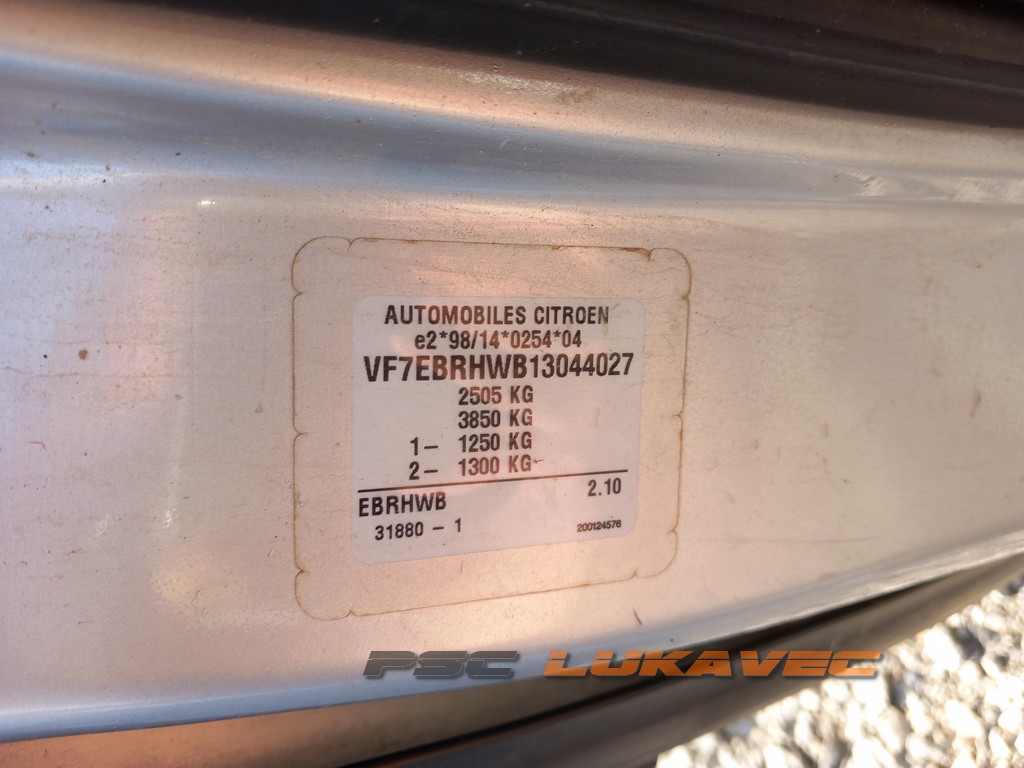 AUTOMOBILES CITROEN
e2*98/14*0254*04
VF7EBRHWB13044027
2505 KG
3850 KG
1– 1250 KG
2– 1300 KG
EBRHWB 2.10
31880 – 1 200124576
PSC LUKAVEC